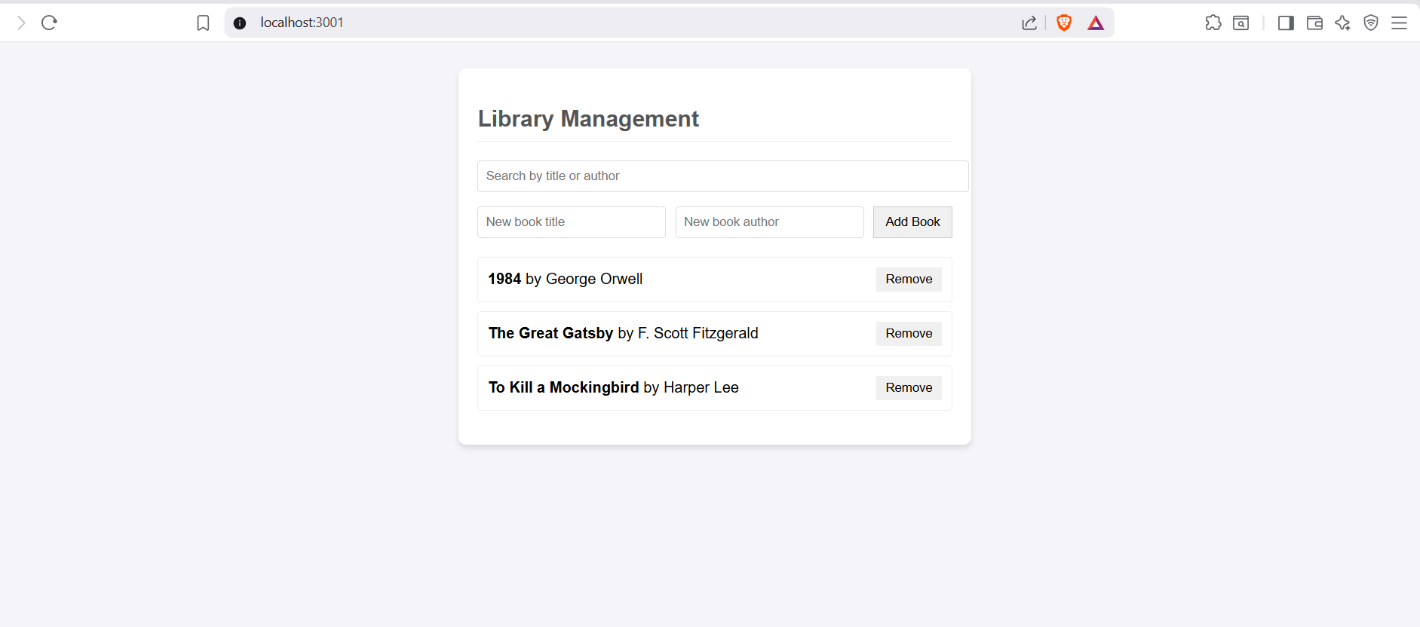 localhost:3001
Library Management
Search by title or author
New book title New book author Add Book
1984 by George Orwell Remove
The Great Gatsby by F. Scott Fitzgerald Remove
To Kill a Mockingbird by Harper Lee Remove